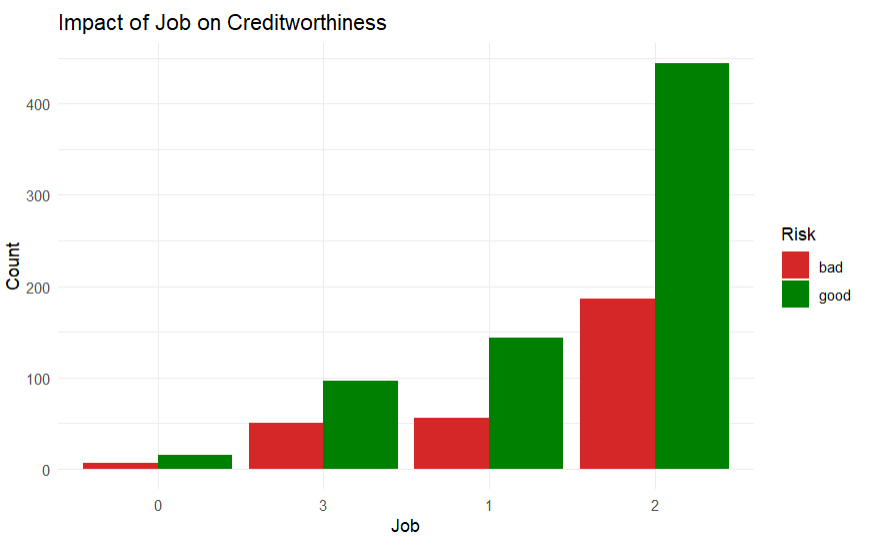 Impact of Job on Creditworthiness
400
300
200
100
0
Count
0 3 1 2
Job
Risk
bad
good